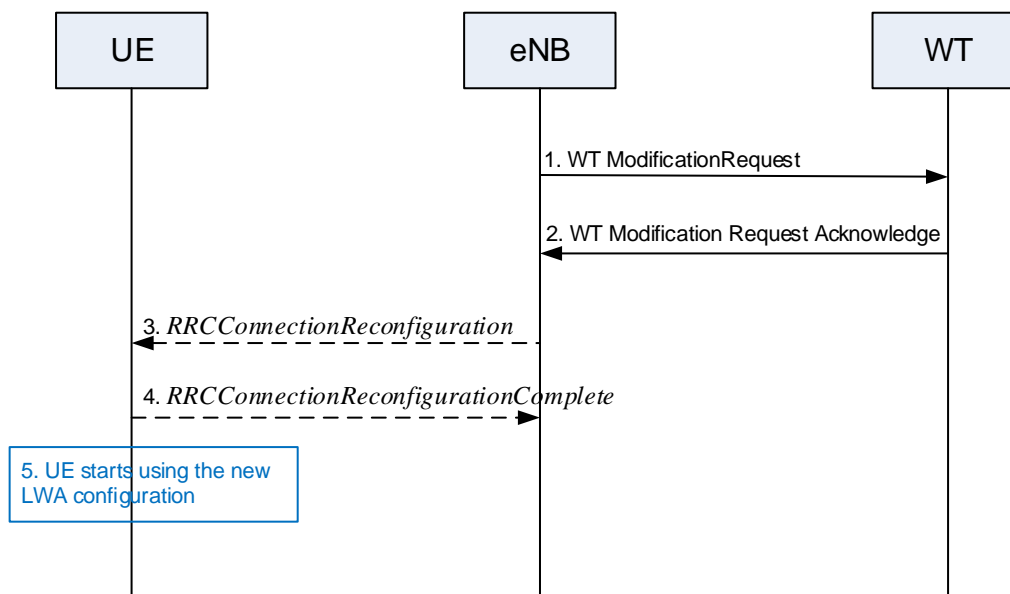 UE
eNB
WT
1. WT ModificationRequest
2. WT Modification Request Acknowledge
3. RRCConnectionReconfiguration
4. RRCConnectionReconfigurationComplete
5. UE starts using the new
LWA configuration